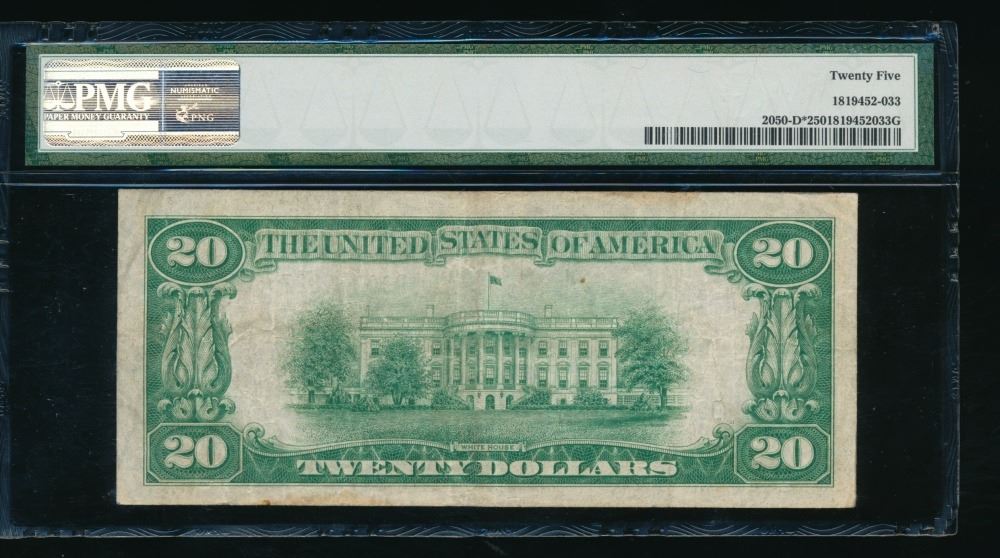 PMG
PAPER MONEY GUARANTY
NUMISMATIC
PNG
Twenty Five
1819452-033
2050-D*2501819452033G
20 THE UNITED STATES OF AMERICA 20
WHITE HOUSE
20 TWENTY DOLLARS 20